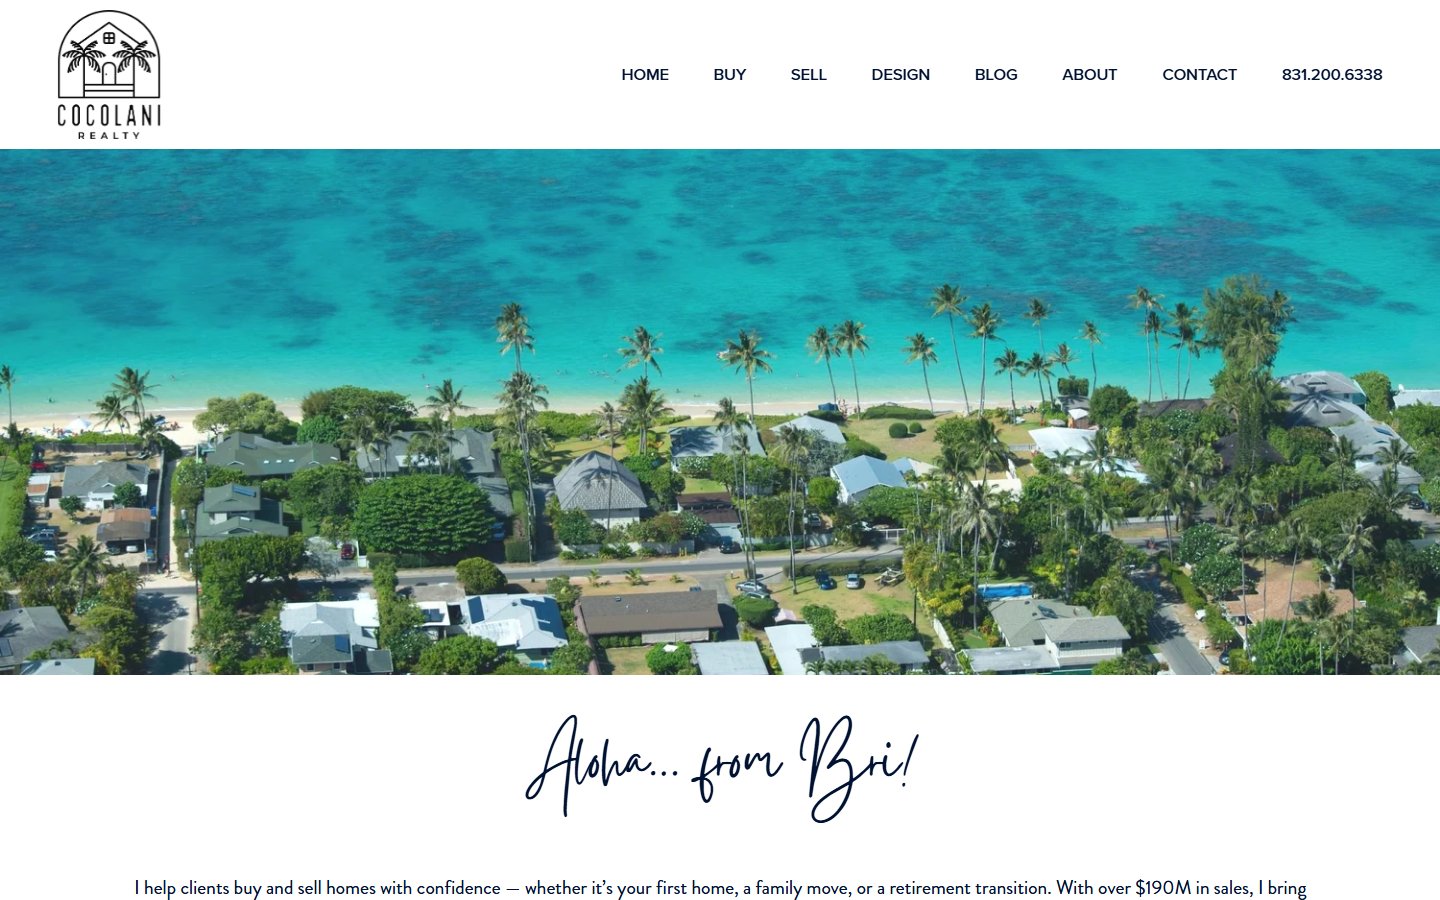 COCOLANI
REALTY
HOME BUY SELL DESIGN BLOG ABOUT CONTACT 831.200.6338
Aloha... from Bri!
I help clients buy and sell homes with confidence — whether it’s your first home, a family move, or a retirement transition. With over $190M in sales, I bring